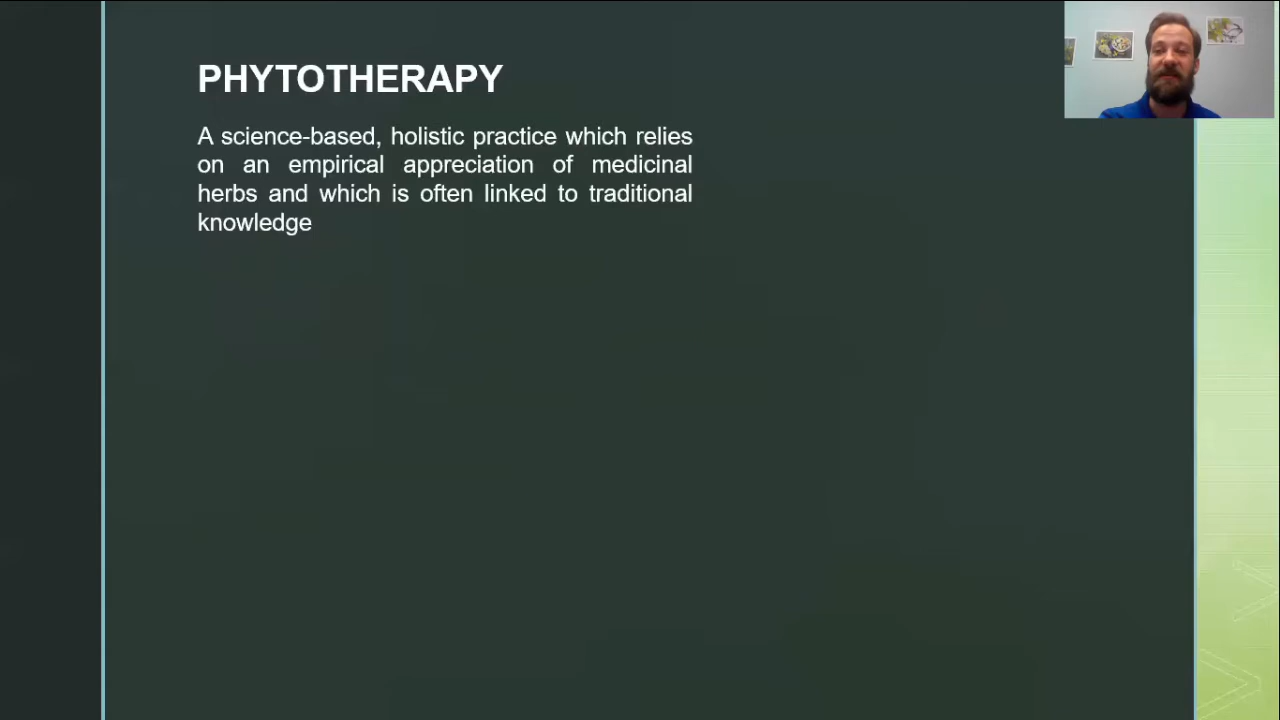 PHYTOTHERAPY
A science-based, holistic practice which relies
on an empirical appreciation of medicinal
herbs and which is often linked to traditional
knowledge